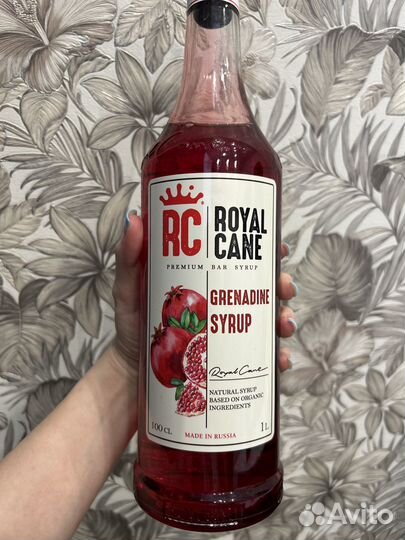 RC
ROYAL
CANE
PREMIUM BAR SYRUP
GRENADINE
SYRUP
Royal Cane
NATURAL SYRUP
BASED ON ORGANIC
INGREDIENTS
100 CL
1 L
MADE IN RUSSIA
Avito